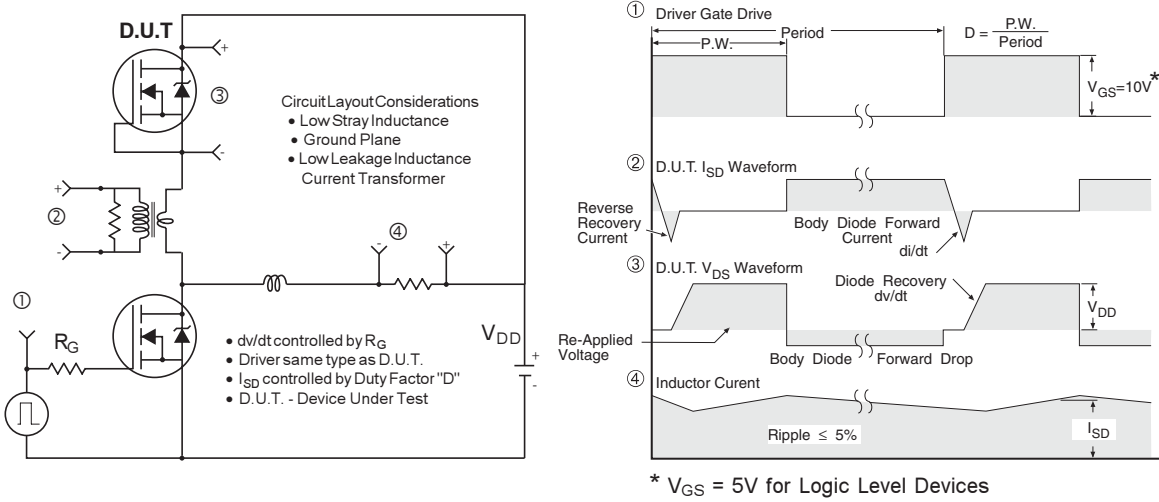 D.U.T
+
-
③
Circuit Layout Considerations
• Low Stray Inductance
• Ground Plane
• Low Leakage Inductance
Current Transformer
+
②
-
④
-
+
①
R_G
V_DD
+
-
• dv/dt controlled by R_G
• Driver same type as D.U.T.
• I_SD controlled by Duty Factor "D"
• D.U.T. - Device Under Test
① Driver Gate Drive
Period
P.W.
D = P.W. / Period
V_GS=10V*
② D.U.T. I_SD Waveform
Reverse
Recovery
Current
Body Diode Forward
Current
di/dt
③ D.U.T. V_DS Waveform
Diode Recovery
dv/dt
V_DD
Re-Applied
Voltage
Body Diode Forward Drop
④ Inductor Curent
Ripple ≤ 5%
I_SD
* V_GS = 5V for Logic Level Devices